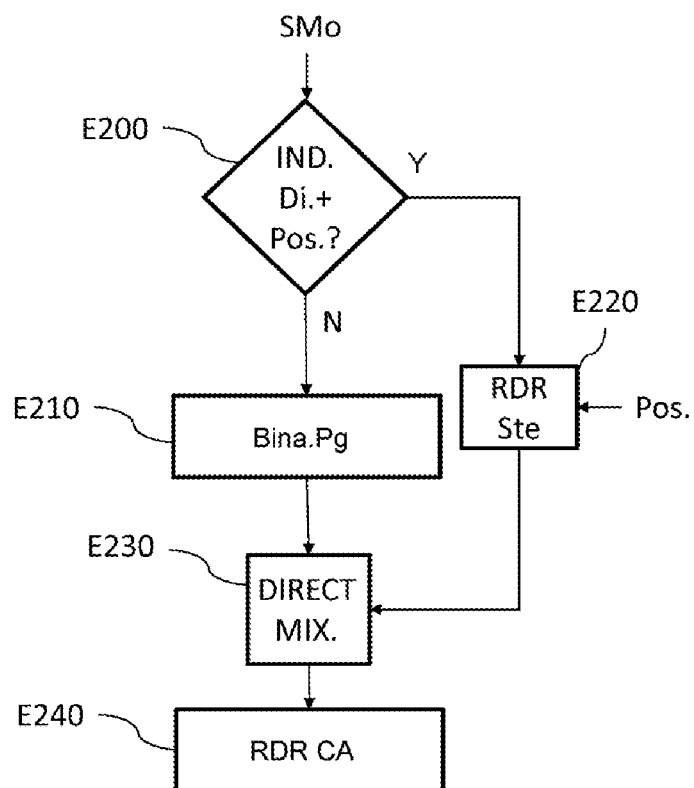 SMo
E200
IND.
Di.+
Pos.?
Y
N
E220
RDR
Ste
Pos.
E210
Bina.Pg
E230
DIRECT
MIX.
E240
RDR CA